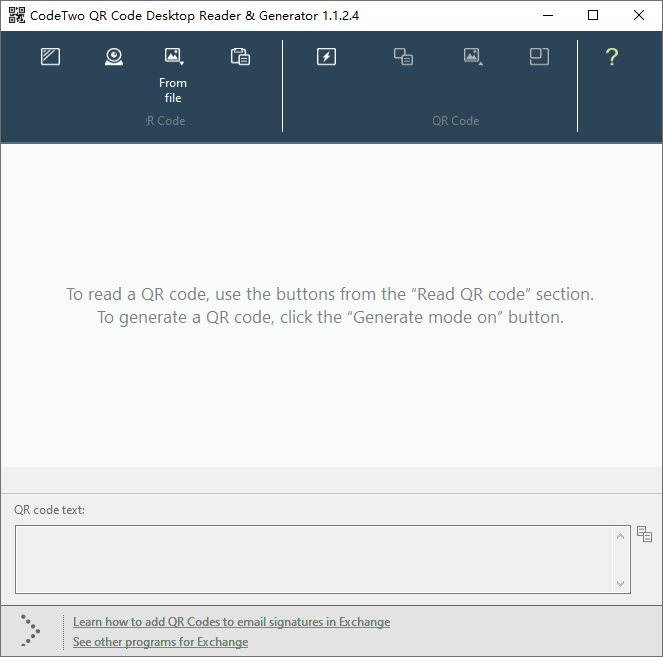 CodeTwo QR Code Desktop Reader & Generator 1.1.2.4
From
file
R Code
QR Code
?
To read a QR code, use the buttons from the “Read QR code” section.
To generate a QR code, click the “Generate mode on” button.
QR code text:
Learn how to add QR Codes to email signatures in Exchange
See other programs for Exchange